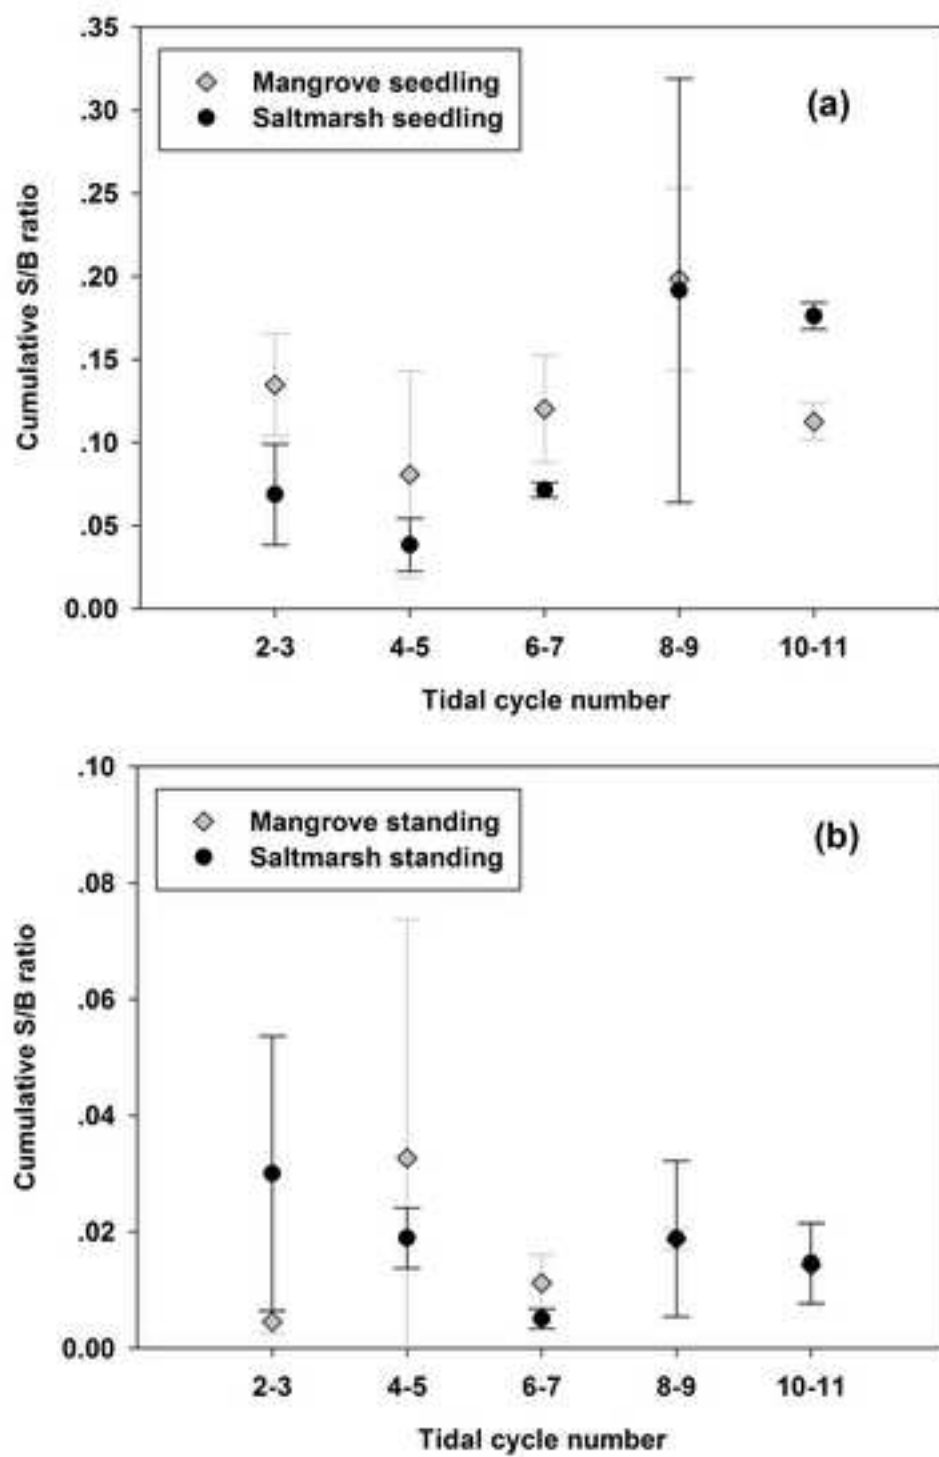 .35
.30
.25
.20
.15
.10
.05
0.00
Cumulative S/B ratio
Mangrove seedling
Saltmarsh seedling
(a)
2-3 4-5 6-7 8-9 10-11
Tidal cycle number
.10
.08
.06
.04
.02
0.00
Cumulative S/B ratio
Mangrove standing
Saltmarsh standing
(b)
2-3 4-5 6-7 8-9 10-11
Tidal cycle number